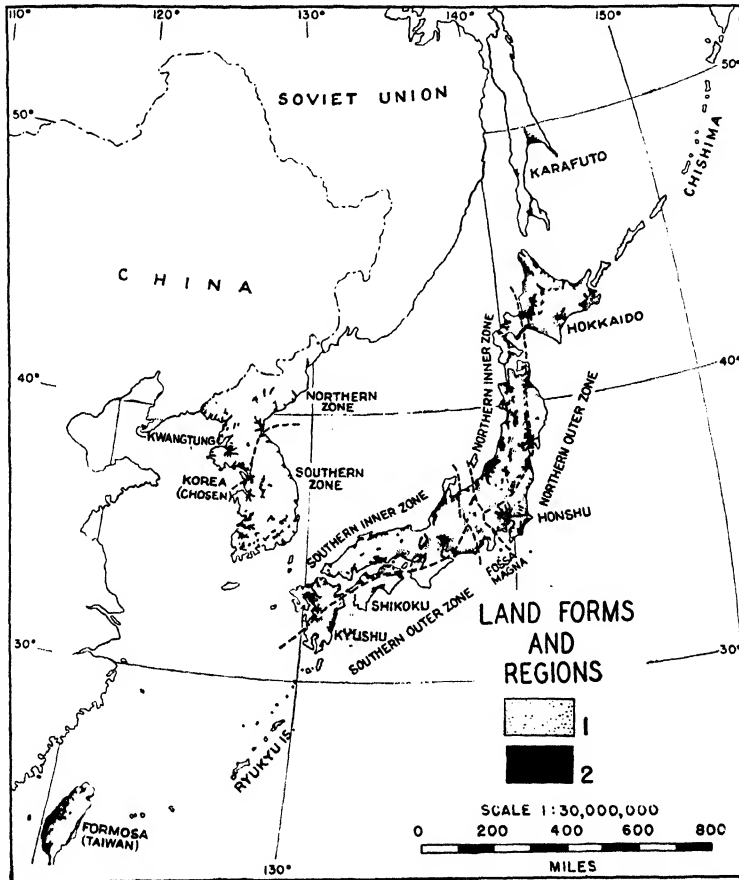 110°
120°
130°
140°
150°
160°
50°
SOVIET UNION
50°
KARAFUTO
CHISHIMA
CHINA
HOKKAIDO
NORTHERN INNER ZONE
40°
40°
NORTHERN
ZONE
KWANGTUNG
SOUTHERN
ZONE
KOREA
(CHOSEN)
NORTHERN OUTER ZONE
HONSHU
SOUTHERN INNER ZONE
FOSSA
MAGNA
SHIKOKU
KYUSHU
SOUTHERN OUTER ZONE
30°
30°
LAND FORMS
AND
REGIONS
1
2
RYUKYU IS.
FORMOSA
(TAIWAN)
130°
SCALE 1:30,000,000
0 200 400 600 800
MILES